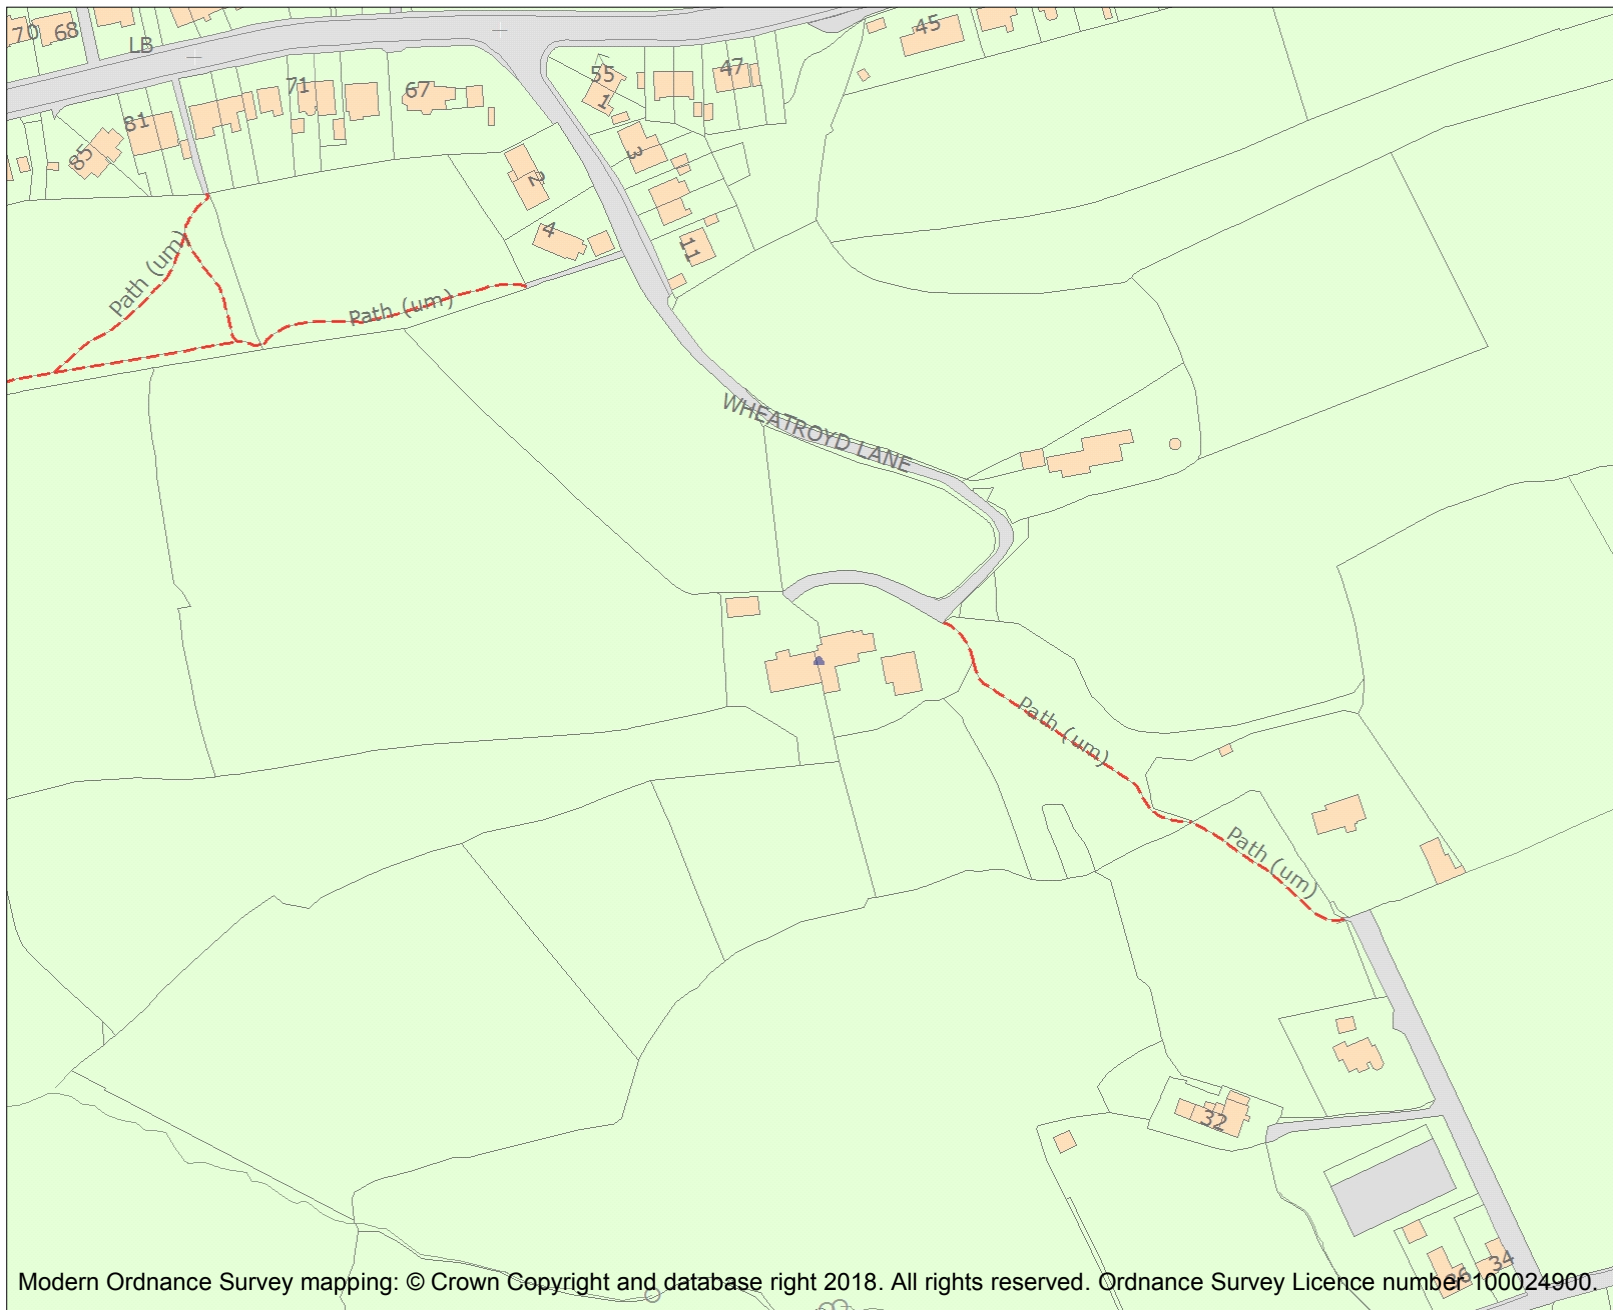 70
68
LB
45
47
55
1
71
67
81
85
3
2
4
11
Path (um)
Path (um)
WHEATROYD LANE
Path (um)
Path (um)
32
34
36
Modern Ordnance Survey mapping: © Crown Copyright and database right 2018. All rights reserved. Ordnance Survey Licence number 100024900.